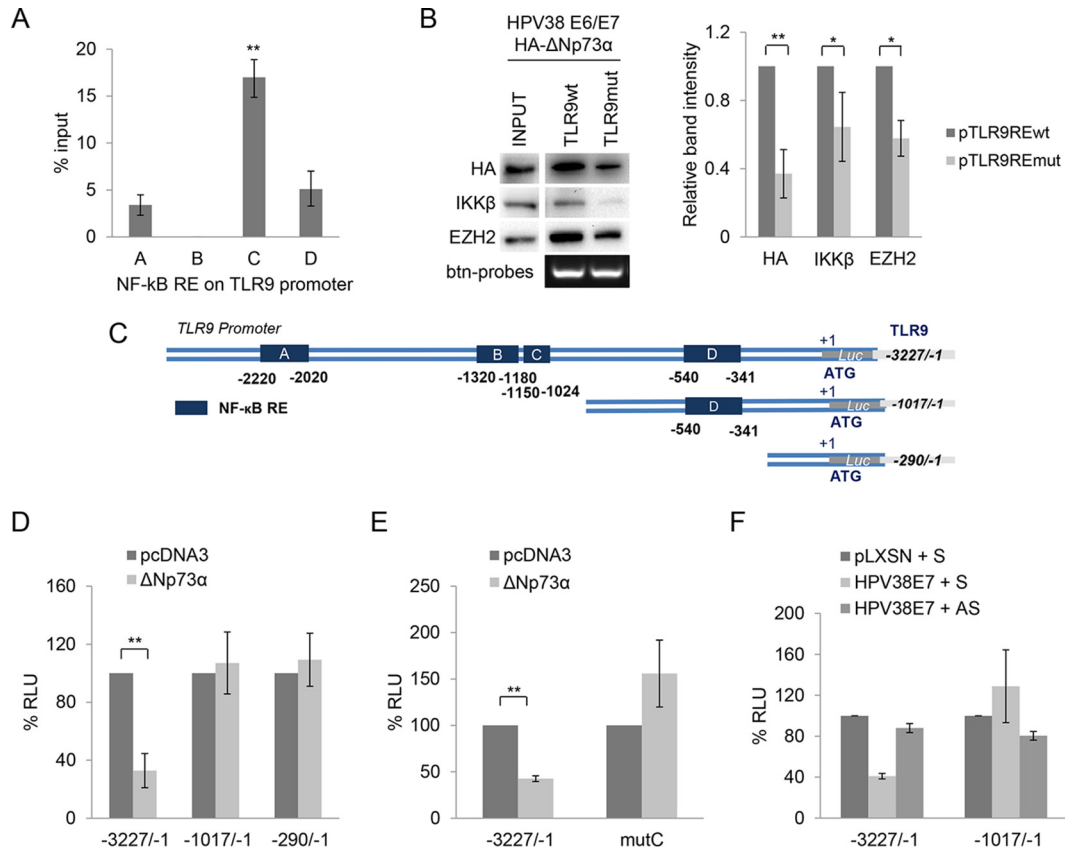 A
20
15
10
5
0
% input
**
A B C D
NF-kB RE on TLR9 promoter
B
HPV38 E6/E7
HA-ΔNp73α
INPUT
TLR9wt
TLR9mut
HA
IKKβ
EZH2
btn-probes
1.2
0.8
0.4
0
Relative band intensity
** * *
HA IKKβ EZH2
pTLR9REwt
pTLR9REmut
C
TLR9 Promoter
TLR9
A B C D
+1
Luc
-3227/-1
ATG
-2220 -2020 -1320 -1180 -540 -341
-1150 -1024
NF-κB RE
D
+1
Luc
-1017/-1
ATG
-540 -341
+1
Luc
-290/-1
ATG
D
pcDNA3
ΔNp73α
160
120
80
40
0
% RLU
**
-3227/-1 -1017/-1 -290/-1
E
pcDNA3
ΔNp73α
250
200
150
100
50
0
% RLU
**
-3227/-1 mutC
F
pLXSN + S
HPV38E7 + S
HPV38E7 + AS
200
160
120
80
40
0
% RLU
-3227/-1 -1017/-1